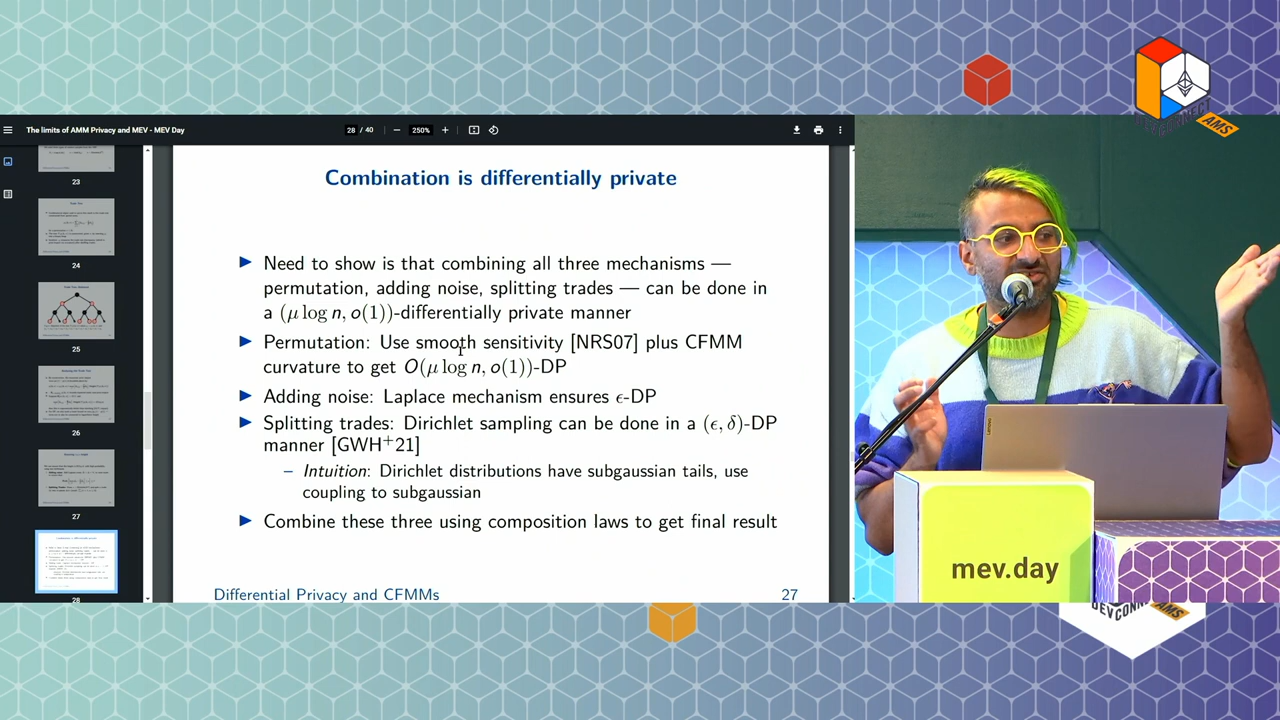 The limits of AMM Privacy and MEV - MEV Day
28 / 40
250%
23
24
25
26
27
28
Combination is differentially private
▶ Need to show is that combining all three mechanisms —
permutation, adding noise, splitting trades — can be done in
a (μ log n, o(1))-differentially private manner
▶ Permutation: Use smooth sensitivity [NRS07] plus CFMM
curvature to get O(μ log n, o(1))-DP
▶ Adding noise: Laplace mechanism ensures ϵ-DP
▶ Splitting trades: Dirichlet sampling can be done in a (ϵ, δ)-DP
manner [GWH+21]
– Intuition: Dirichlet distributions have subgaussian tails, use
coupling to subgaussian
▶ Combine these three using composition laws to get final result
Differential Privacy and CFMMs
27
DEVCONNECT
AMS
Lenovo
mev.day
DEVCONNECT
AMS